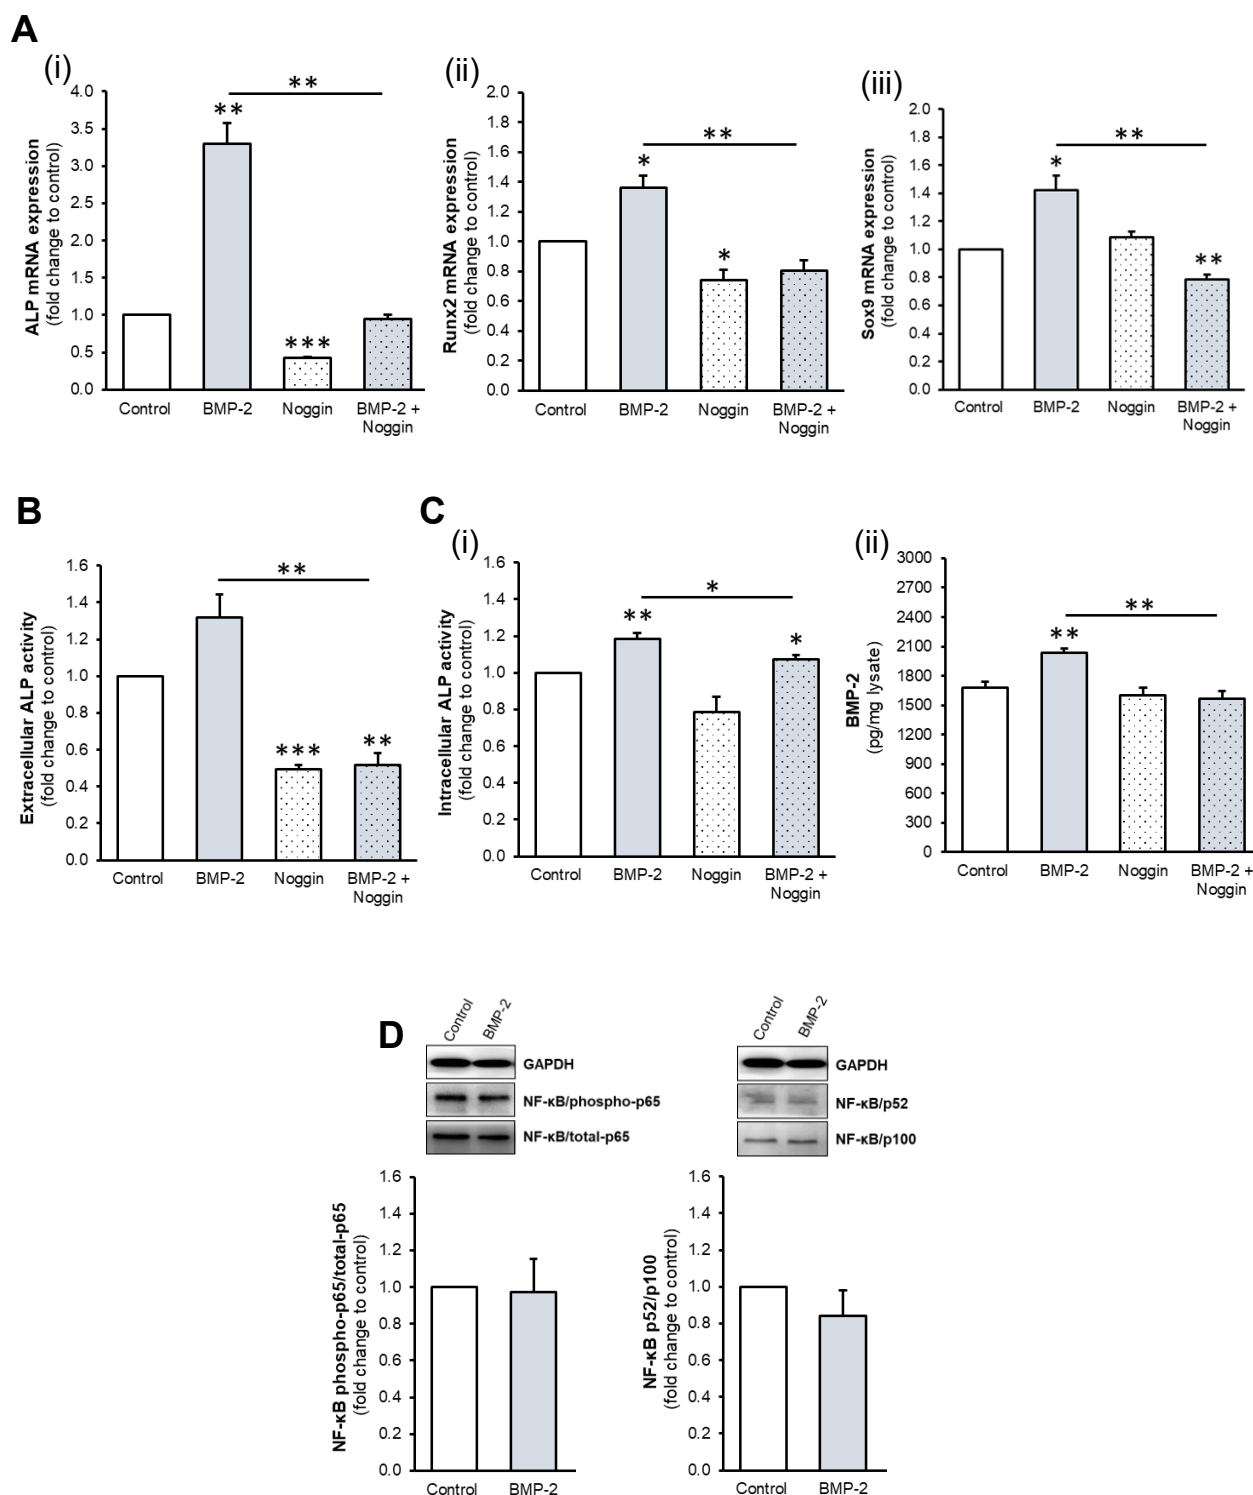 A
(i)
ALP mRNA expression
(fold change to control)
4.0
3.5
3.0
2.5
2.0
1.5
1.0
0.5
0.0
**
**
***
Control
BMP-2
Noggin
BMP-2 +
Noggin
(ii)
Runx2 mRNA expression
(fold change to control)
2.0
1.8
1.6
1.4
1.2
1.0
0.8
0.6
0.4
0.2
0.0
**
*
*
Control
BMP-2
Noggin
BMP-2 +
Noggin
(iii)
Sox9 mRNA expression
(fold change to control)
2.0
1.8
1.6
1.4
1.2
1.0
0.8
0.6
0.4
0.2
0.0
**
*
**
Control
BMP-2
Noggin
BMP-2 +
Noggin
B
Extracellular ALP activity
(fold change to control)
1.6
1.4
1.2
1.0
0.8
0.6
0.4
0.2
0.0
**
***
**
Control
BMP-2
Noggin
BMP-2 +
Noggin
C
(i)
Intracellular ALP activity
(fold change to control)
1.6
1.4
1.2
1.0
0.8
0.6
0.4
0.2
0.0
*
**
*
Control
BMP-2
Noggin
BMP-2 +
Noggin
(ii)
BMP-2
(pg/mg lysate)
3000
2700
2400
2100
1800
1500
1200
900
600
300
0
**
**
Control
BMP-2
Noggin
BMP-2 +
Noggin
D
Control
BMP-2
GAPDH
NF-κB/phospho-p65
NF-κB/total-p65
NF-κB phospho-p65/total-p65
(fold change to control)
1.6
1.4
1.2
1.0
0.8
0.6
0.4
0.2
0.0
Control
BMP-2
Control
BMP-2
GAPDH
NF-κB/p52
NF-κB/p100
NF-κB p52/p100
(fold change to control)
1.6
1.4
1.2
1.0
0.8
0.6
0.4
0.2
0.0
Control
BMP-2